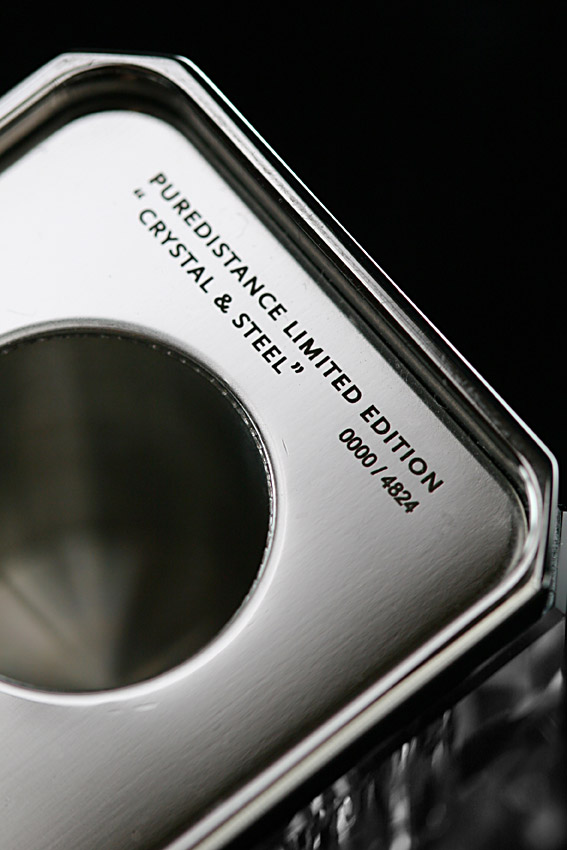 PUREDISTANCE LIMITED EDITION
“CRYSTAL & STEEL”
0000 / 4824